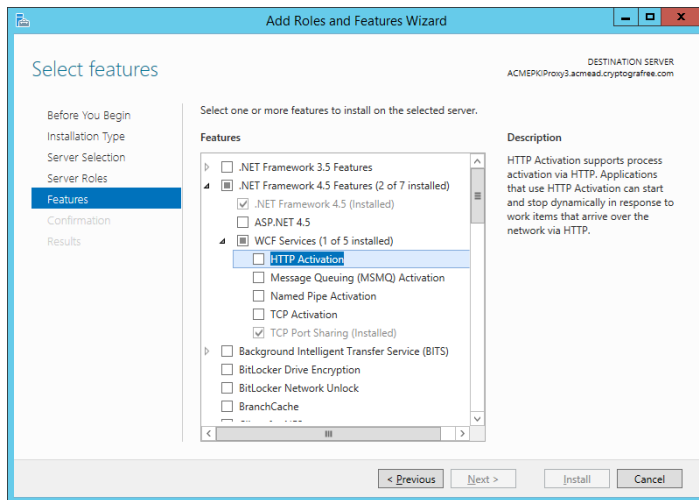 Add Roles and Features Wizard
Select features
DESTINATION SERVER
ACMEPKIProxy3.acmead.cryptografree.com
Before You Begin
Installation Type
Server Selection
Server Roles
Features
Confirmation
Results
Select one or more features to install on the selected server.
Features
.NET Framework 3.5 Features
.NET Framework 4.5 Features (2 of 7 installed)
.NET Framework 4.5 (Installed)
ASP.NET 4.5
WCF Services (1 of 5 installed)
HTTP Activation
Message Queuing (MSMQ) Activation
Named Pipe Activation
TCP Activation
TCP Port Sharing (Installed)
Background Intelligent Transfer Service (BITS)
BitLocker Drive Encryption
BitLocker Network Unlock
BranchCache
Description
HTTP Activation supports process
activation via HTTP. Applications
that use HTTP Activation can start
and stop dynamically in response to
work items that arrive over the
network via HTTP.
< Previous
Next >
Install
Cancel